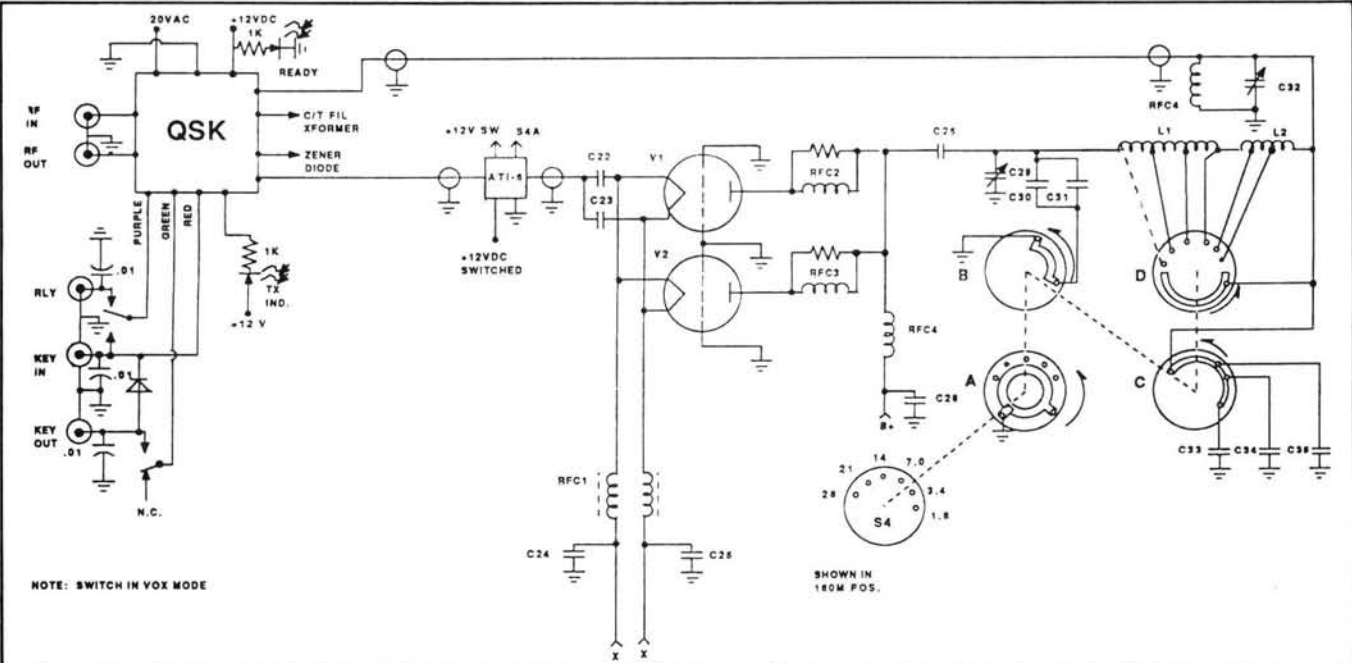 20VAC
+12VDC
1K
READY
RF
IN
RF
OUT
QSK
C/T FIL
XFORMER
ZENER
DIODE
PURPLE
GREEN
RED
1K
TX
IND.
+12 V
.01
RLY
KEY
IN
.01
KEY
OUT
.01
N.C.
NOTE: SWITCH IN VOX MODE
+12V SW
S4A
ATI-6
+12VDC
SWITCHED
C22
C23
V1
V2
RFC2
RFC3
RFC1
C24
C25
X X
C25
RFC4
C28
B+
RFC4
C32
L1
L2
C29
C30
C31
B
D
A
C
C33
C34
C35
28
21
14
7.0
3.4
1.8
S4
SHOWN IN
160M POS.